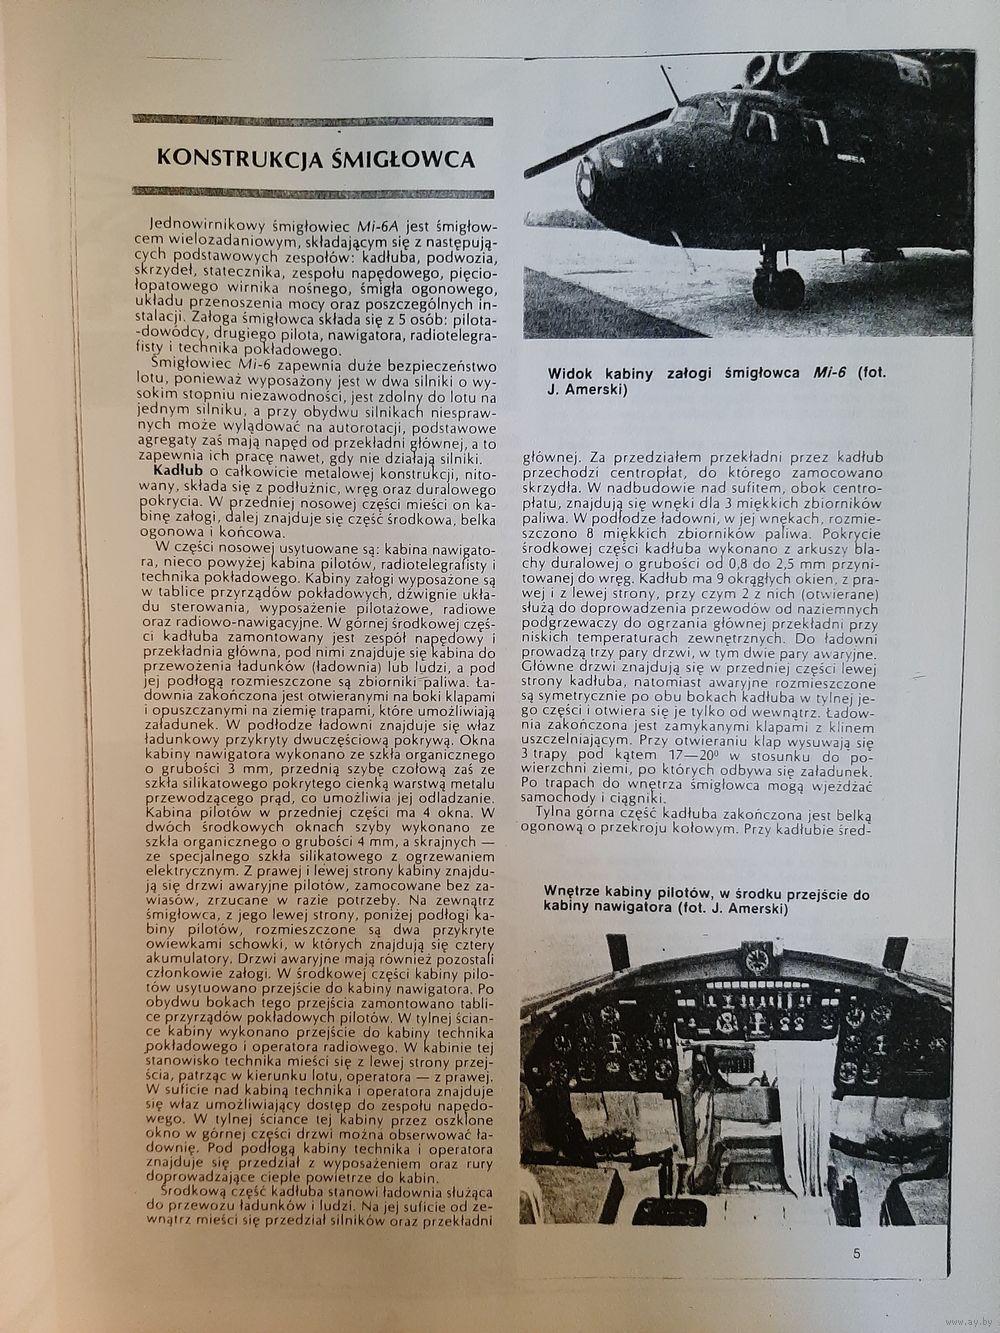 KONSTRUKCJA ŚMIGŁOWCA
Jednowirnikowy śmigłowiec Mi-6A jest śmigłow-
cem wielozadaniowym, składającym się z następują-
cych podstawowych zespołów: kadłuba, podwozia,
skrzydeł, statecznika, zespołu napędowego, pięcio-
łopatowego wirnika nośnego, śmigła ogonowego,
układu przenoszenia mocy oraz poszczególnych in-
stalacji. Załoga śmigłowca składa się z 5 osób: pilota-
-dowódcy, drugiego pilota, nawigatora, radiotelegra-
fisty i technika pokładowego.
Śmigłowiec Mi-6 zapewnia duże bezpieczeństwo
lotu, ponieważ wyposażony jest w dwa silniki o wy-
sokim stopniu niezawodności, jest zdolny do lotu na
jednym silniku, a przy obydwu silnikach niespraw-
nych może wylądować na autorotacji, podstawowe
agregaty zaś mają napęd od przekładni głównej, a to
zapewnia ich pracę nawet, gdy nie działają silniki.
Kadłub o całkowicie metalowej konstrukcji, nito-
wany, składa się z podłużnic, wręg oraz duralowego
pokrycia. W przedniej nosowej części mieści on ka-
binę załogi, dalej znajduje się część środkowa, belka
ogonowa i końcowa.
W części nosowej usytuowane są: kabina nawigato-
ra, nieco powyżej kabina pilotów, radiotelegrafisty i
technika pokładowego. Kabiny załogi wyposażone są
w tablice przyrządów pokładowych, dźwignie ukła-
du sterowania, wyposażenie pilotażowe, radiowe
oraz radiowo-nawigacyjne. W górnej środkowej częś-
ci kadłuba zamontowany jest zespół napędowy i
przekładnia główna, pod nimi znajduje się kabina do
przewożenia ładunków (ładownia) lub ludzi, a pod
jej podłogą rozmieszczone są zbiorniki paliwa. Ła-
downia zakończona jest otwieranymi na boki klapami
i opuszczanymi na ziemię trapami, które umożliwiają
załadunek. W podłodze ładowni znajduje się właz
ładunkowy przykryty dwuczęściową pokrywą. Okna
kabiny nawigatora wykonano ze szkła organicznego
o grubości 3 mm, przednią szybę czołową zaś ze
szkła silikatowego pokrytego cienką warstwą metalu
przewodzącego prąd, co umożliwia jej odladzanie.
Kabina pilotów w przedniej części ma 4 okna. W
dwóch środkowych oknach szyby wykonano ze
szkła organicznego o grubości 4 mm, a skrajnych —
ze specjalnego szkła silikatowego z ogrzewaniem
elektrycznym. Z prawej i lewej strony kabiny znajdu-
ją się drzwi awaryjne pilotów, zamocowane bez za-
wiasów, zrzucane w razie potrzeby. Na zewnątrz
śmigłowca, z jego lewej strony, poniżej podłogi ka-
biny pilotów, rozmieszczone są dwa przykryte
owiewkami schowki, w których znajdują się cztery
akumulatory. Drzwi awaryjne mają również pozostali
członkowie załogi. W środkowej części kabiny pilo-
tów usytuowano przejście do kabiny nawigatora. Po
obydwu bokach tego przejścia zamontowano tabli-
ce przyrządów pokładowych pilotów. W tylnej ścian-
ce kabiny wykonano przejście do kabiny technika
pokładowego i operatora radiowego. W kabinie tej
stanowisko technika mieści się z lewej strony przej-
ścia, patrząc w kierunku lotu, operatora — z prawej.
W suficie nad kabiną technika i operatora znajduje
się właz umożliwiający dostęp do zespołu napędo-
wego. W tylnej ściance tej kabiny przez oszklone
okno w górnej części drzwi można obserwować ła-
downię. Pod podłogą kabiny technika i operatora
znajduje się przedział z wyposażeniem oraz rury
doprowadzające ciepłe powietrze do kabin.
Środkową część kadłuba stanowi ładownia służąca
do przewozu ładunków i ludzi. Na jej suficie od ze-
wnątrz mieści się przedział silników oraz przekładni
Widok kabiny załogi śmigłowca Mi-6 (fot.
J. Amerski)
głównej. Za przedziałem przekładni przez kadłub
przechodzi centropłat, do którego zamocowano
skrzydła. W nadbudowie nad sufitem, obok centro-
płatu, znajdują się wnęki dla 3 miękkich zbiorników
paliwa. W podłodze ładowni, w jej wnękach, rozmie-
szczono 8 miękkich zbiorników paliwa. Pokrycie
środkowej części kadłuba wykonano z arkuszy bla-
chy duralowej o grubości od 0,8 do 2,5 mm przyni-
towanej do wręg. Kadłub ma 9 okrągłych okien, z pra-
wej i z lewej strony, przy czym 2 z nich (otwierane)
służą do doprowadzenia przewodów od naziemnych
podgrzewaczy do ogrzania głównej przekładni przy
niskich temperaturach zewnętrznych. Do ładowni
prowadzą trzy pary drzwi, w tym dwie pary awaryjne.
Główne drzwi znajdują się w przedniej części lewej
strony kadłuba, natomiast awaryjne rozmieszczone
są symetrycznie po obu bokach kadłuba w tylnej je-
go części i otwiera się je tylko od wewnątrz. Ładow-
nia zakończona jest zamykanymi klapami z klinem
uszczelniającym. Przy otwieraniu klap wysuwają się
3 trapy pod kątem 17—20⁰ w stosunku do po-
wierzchni ziemi, po których odbywa się załadunek.
Po trapach do wnętrza śmigłowca mogą wjeżdżać
samochody i ciągniki.
Tylna górna część kadłuba zakończona jest belką
ogonową o przekroju kołowym. Przy kadłubie śred-
Wnętrze kabiny pilotów, w środku przejście do
kabiny nawigatora (fot. J. Amerski)
5
www.ay.by